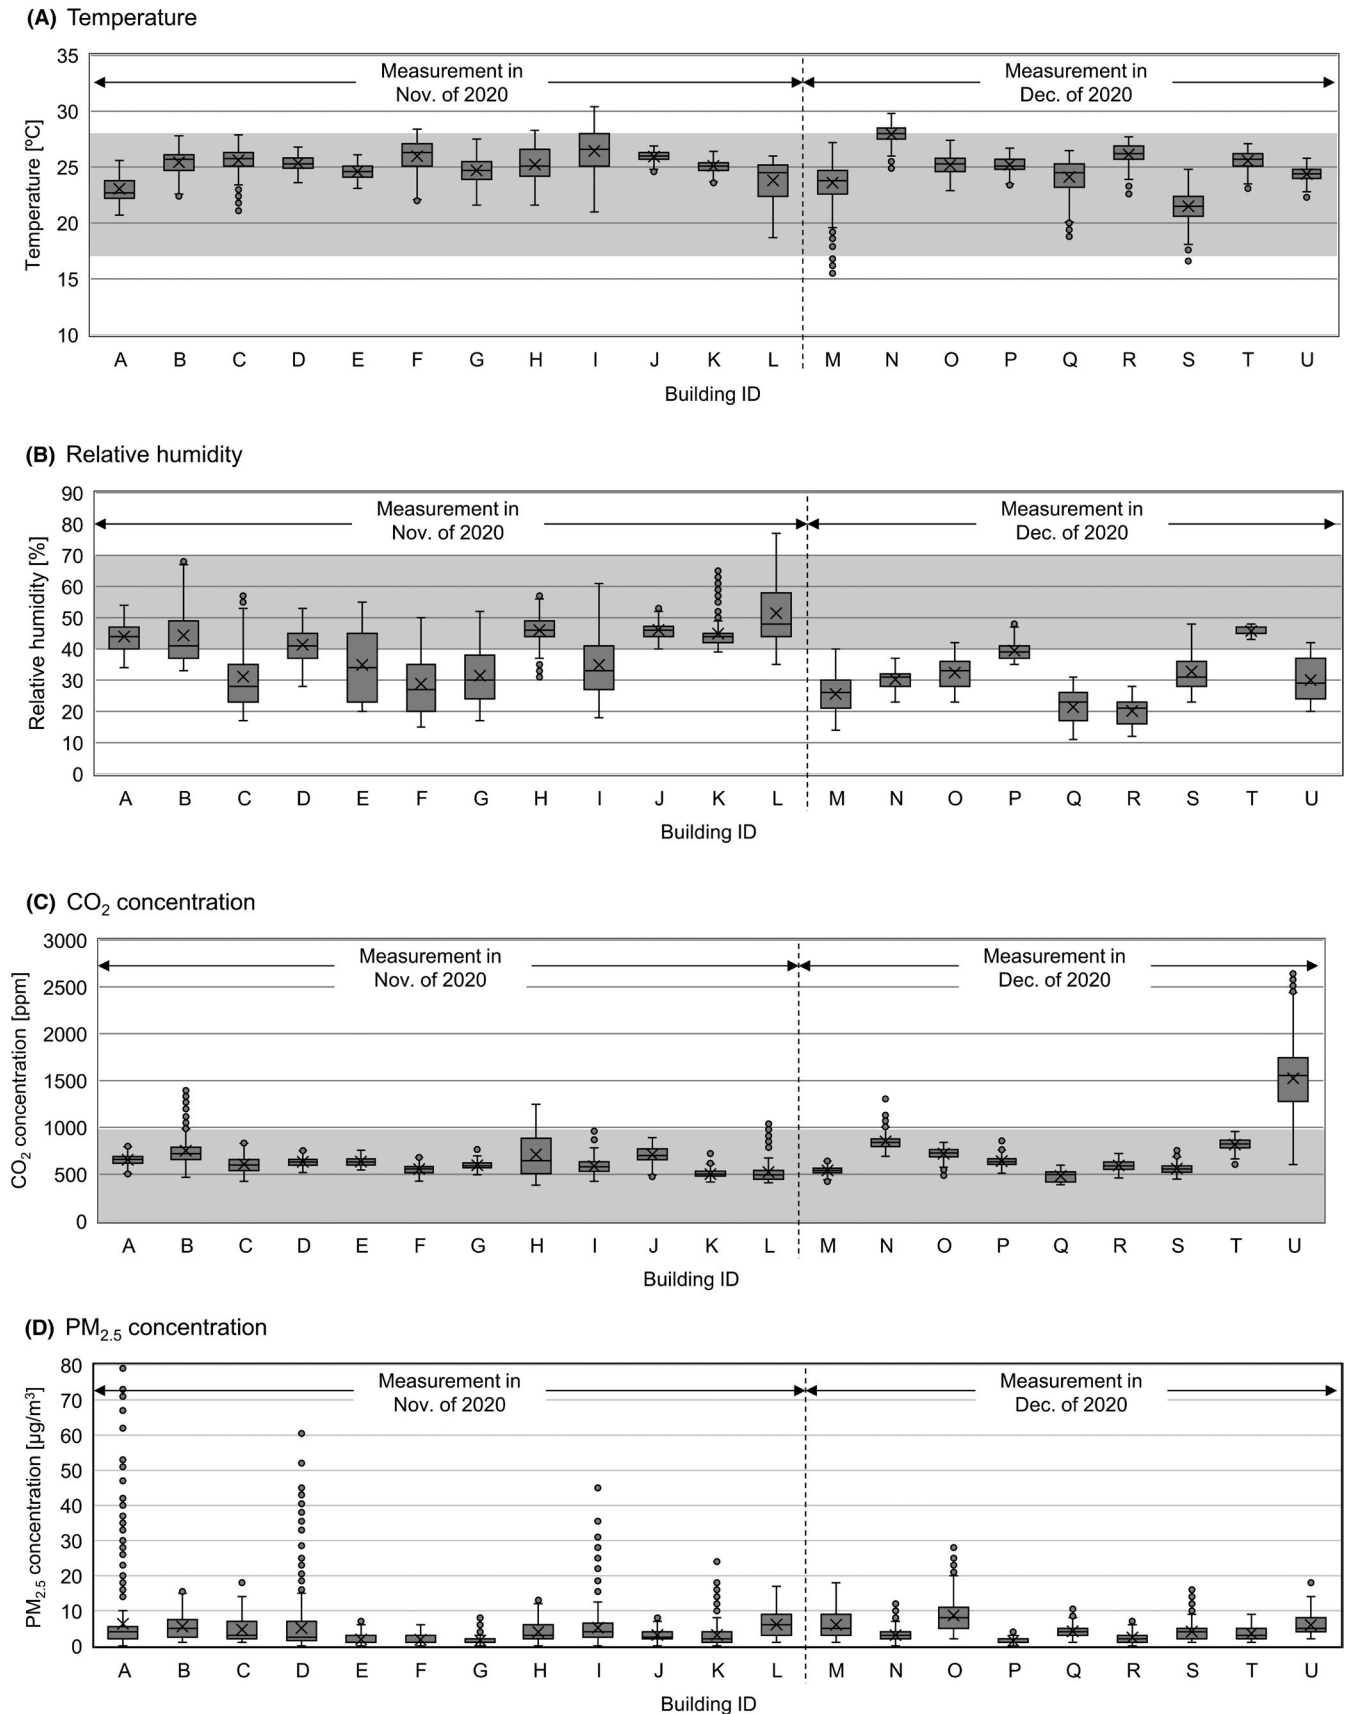 (A) Temperature
35
30
25
20
15
10
Temperature [ºC]
Measurement in
Nov. of 2020
Measurement in
Dec. of 2020
A B C D E F G H I J K L M N O P Q R S T U
Building ID
(B) Relative humidity
90
80
70
60
50
40
30
20
10
0
Relative humidity [%]
Measurement in
Nov. of 2020
Measurement in
Dec. of 2020
A B C D E F G H I J K L M N O P Q R S T U
Building ID
(C) CO2 concentration
3000
2500
2000
1500
1000
500
0
CO2 concentration [ppm]
Measurement in
Nov. of 2020
Measurement in
Dec. of 2020
A B C D E F G H I J K L M N O P Q R S T U
Building ID
(D) PM2.5 concentration
80
70
60
50
40
30
20
10
0
PM2.5 concentration [µg/m³]
Measurement in
Nov. of 2020
Measurement in
Dec. of 2020
A B C D E F G H I J K L M N O P Q R S T U
Building ID